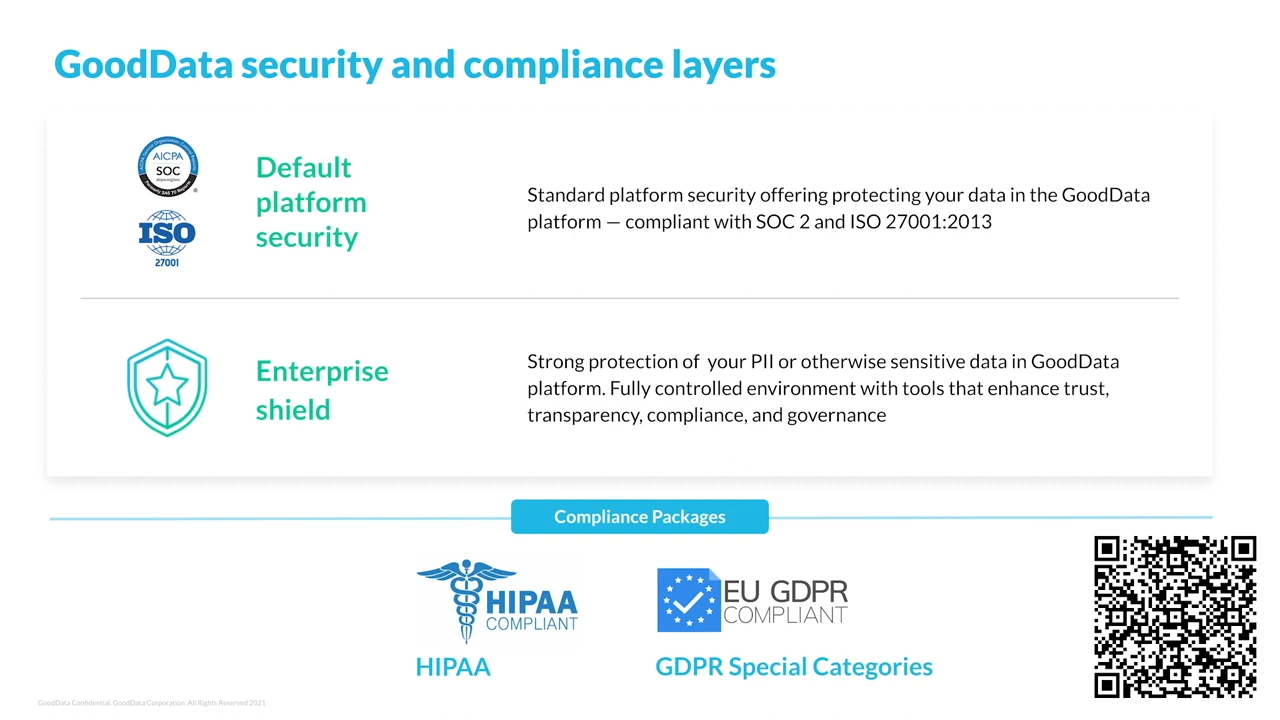 GoodData security and compliance layers
AICPA
SOC
Default
platform
security
ISO
27001
Standard platform security offering protecting your data in the GoodData
platform — compliant with SOC 2 and ISO 27001:2013
Enterprise
shield
Strong protection of  your PII or otherwise sensitive data in GoodData
platform. Fully controlled environment with tools that enhance trust,
transparency, compliance, and governance
Compliance Packages
HIPAA
COMPLIANT
HIPAA
EU GDPR
COMPLIANT
GDPR Special Categories
GoodData Confidential. GoodData Corporation. All Rights Reserved 2021